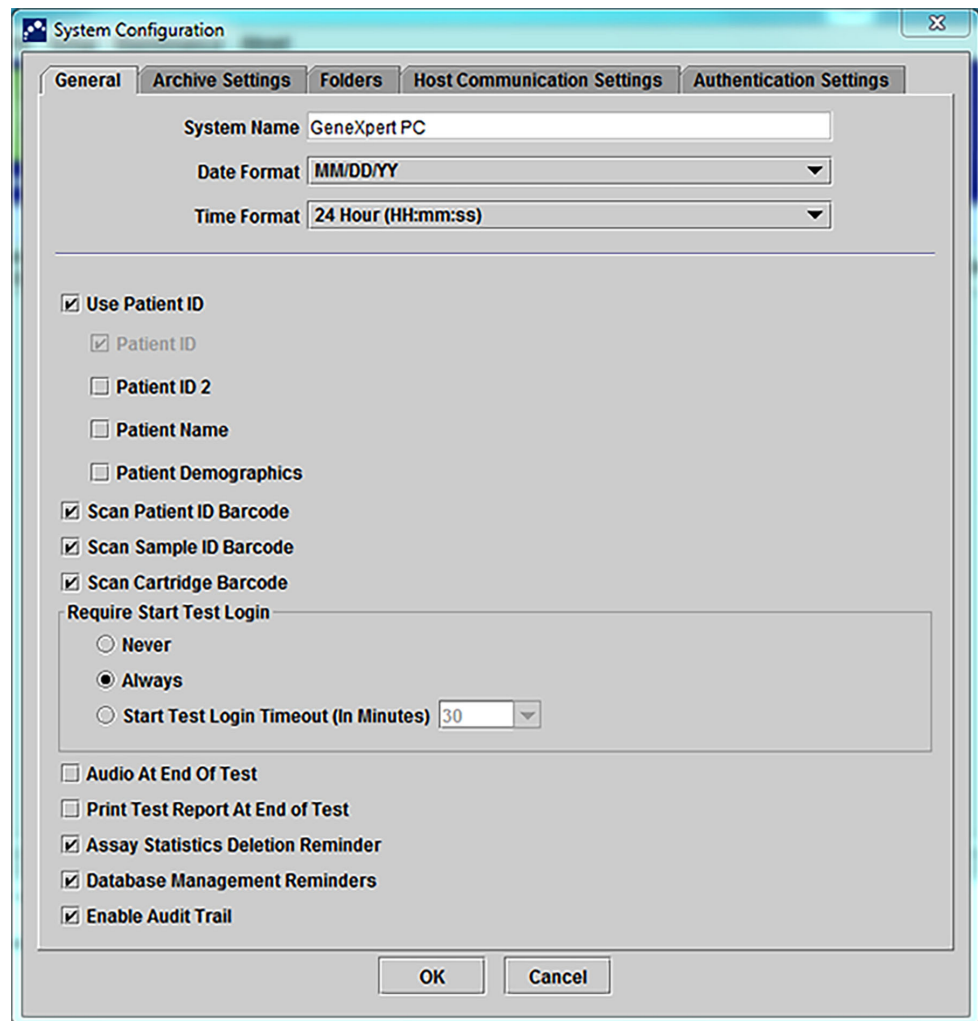 System Configuration
General Archive Settings Folders Host Communication Settings Authentication Settings
System Name GeneXpert PC
Date Format MM/DD/YY
Time Format 24 Hour (HH:mm:ss)
Use Patient ID
Patient ID
Patient ID 2
Patient Name
Patient Demographics
Scan Patient ID Barcode
Scan Sample ID Barcode
Scan Cartridge Barcode
Require Start Test Login
Never
Always
Start Test Login Timeout (In Minutes) 30
Audio At End Of Test
Print Test Report At End of Test
Assay Statistics Deletion Reminder
Database Management Reminders
Enable Audit Trail
OK Cancel